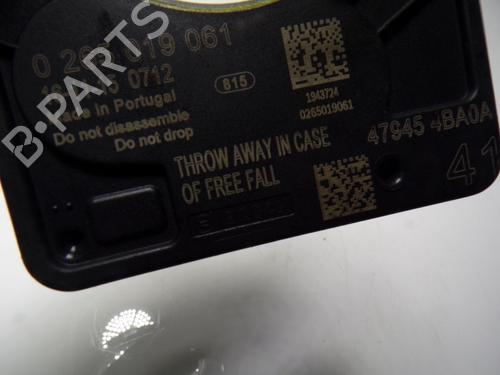 0 265 019 061
0712
815
Made in Portugal
Do not disassemble
Do not drop
1943724
0265019061
THROW AWAY IN CASE
OF FREE FALL
47945 4BA0A
41
B-PARTS